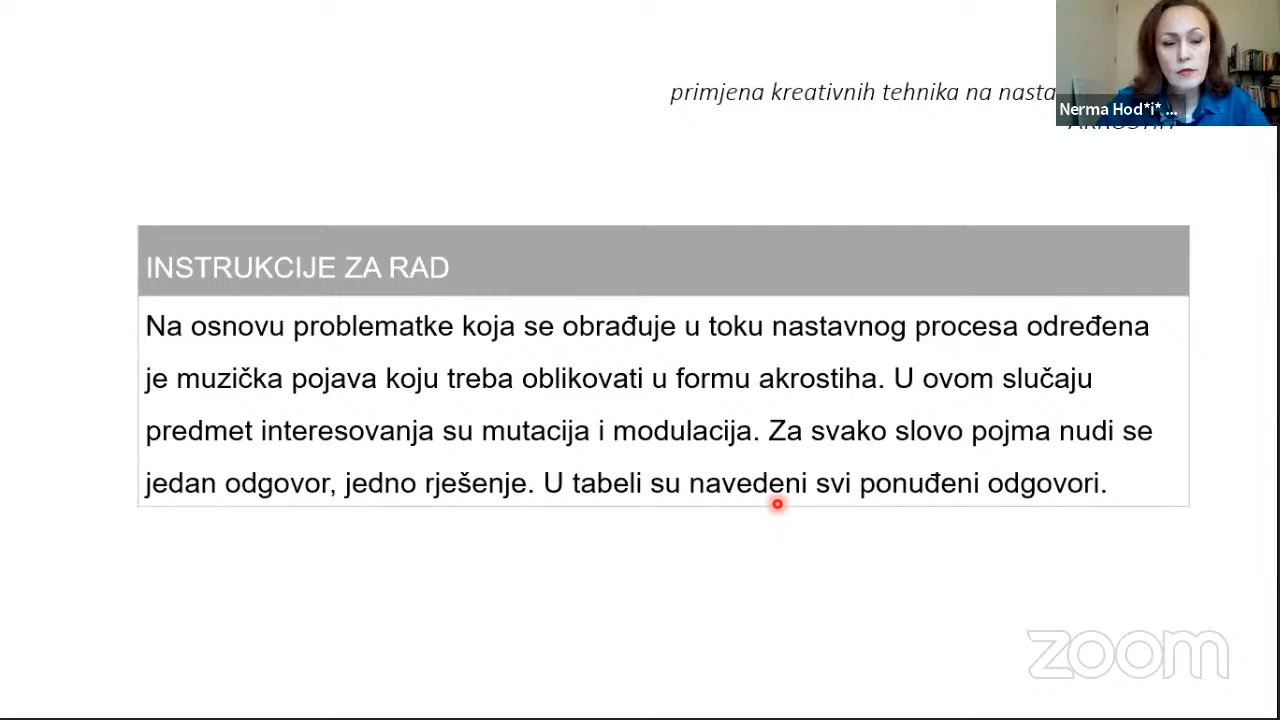 primjena kreativnih tehnika na
Nerma Hod*i* ...
INSTRUKCIJE ZA RAD
Na osnovu problematke koja se obrađuje u toku nastavnog procesa određena
je muzička pojava koju treba oblikovati u formu akrostiha. U ovom slučaju
predmet interesovanja su mutacija i modulacija. Za svako slovo pojma nudi se
jedan odgovor, jedno rješenje. U tabeli su navedeni svi ponuđeni odgovori.
zoom